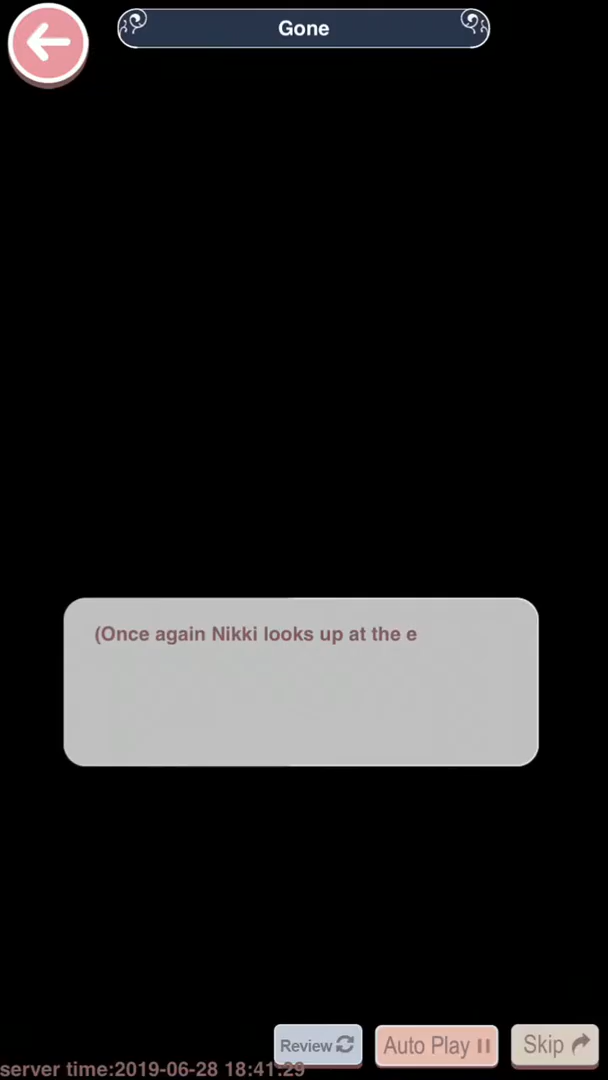 Gone
(Once again Nikki looks up at the e
Review
Auto Play
Skip
server time:2019-06-28 18:41:29